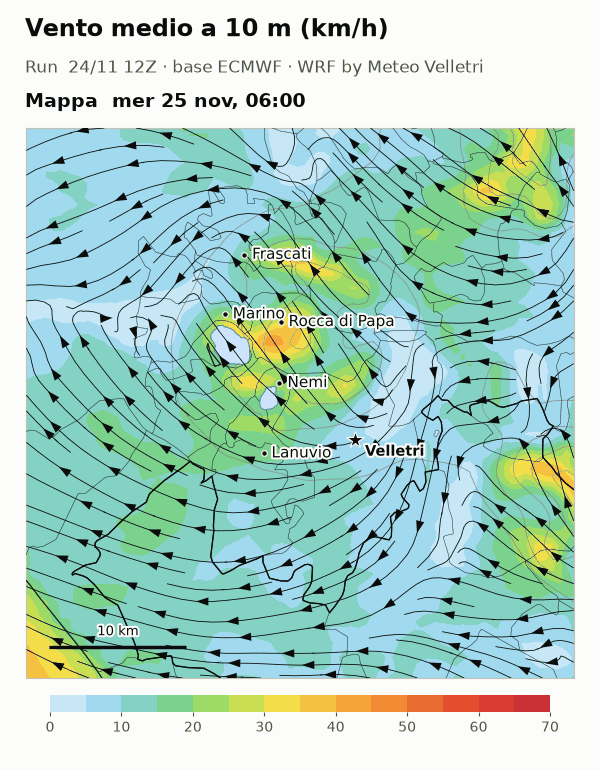 Vento medio a 10 m (km/h)
Run  24/11 12Z · base ECMWF · WRF by Meteo Velletri
Mappa  mer 25 nov, 06:00
Frascati
Marino
Rocca di Papa
Nemi
Velletri
Lanuvio
10 km
0 10 20 30 40 50 60 70